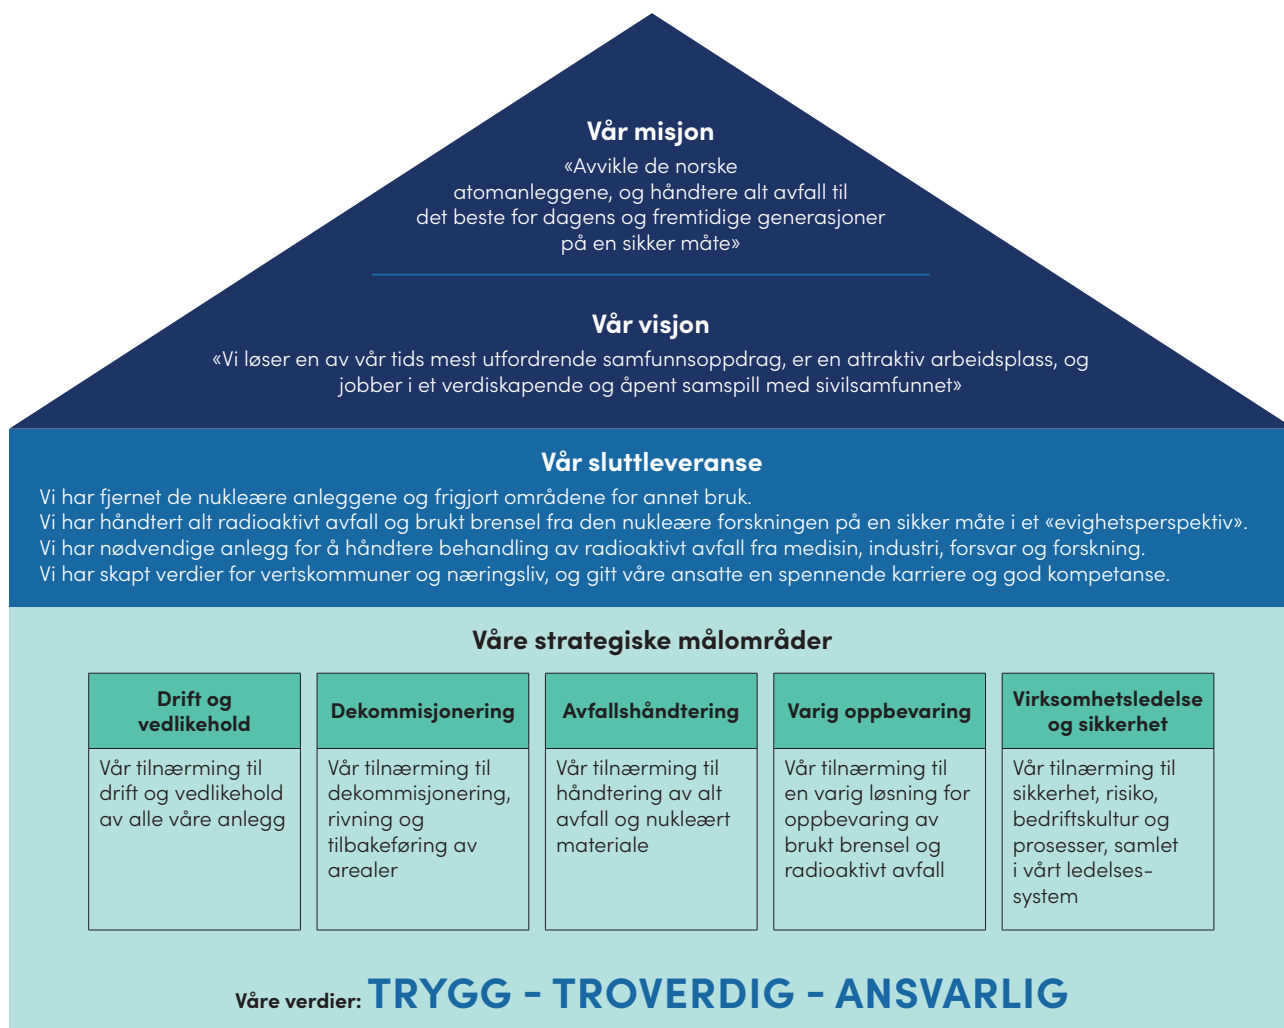 Vår misjon
«Avvikle de norske
atomanleggene, og håndtere alt avfall til
det beste for dagens og fremtidige generasjoner
på en sikker måte»
Vår visjon
«Vi løser en av vår tids mest utfordrende samfunnsoppdrag, er en attraktiv arbeidsplass, og
jobber i et verdiskapende og åpent samspill med sivilsamfunnet»
Vår sluttleveranse
Vi har fjernet de nukleære anleggene og frigjort områdene for annet bruk.
Vi har håndtert alt radioaktivt avfall og brukt brensel fra den nukleære forskningen på en sikker måte i et «evighetsperspektiv».
Vi har nødvendige anlegg for å håndtere behandling av radioaktivt avfall fra medisin, industri, forsvar og forskning.
Vi har skapt verdier for vertskommuner og næringsliv, og gitt våre ansatte en spennende karriere og god kompetanse.
Våre strategiske målområder
Drift og
vedlikehold
Vår tilnærming til
drift og vedlikehold
av alle våre anlegg
Dekommisjonering
Vår tilnærming til
dekommisjonering,
rivning og
tilbakeføring av
arealer
Avfallshåndtering
Vår tilnærming til
håndtering av alt
avfall og nukleært
materiale
Varig oppbevaring
Vår tilnærming til
en varig løsning for
oppbevaring av
brukt brensel og
radioaktivt avfall
Virksomhetsledelse
og sikkerhet
Vår tilnærming til
sikkerhet, risiko,
bedriftskultur og
prosesser, samlet
i vårt ledelses-
system
Våre verdier: TRYGG - TROVERDIG - ANSVARLIG